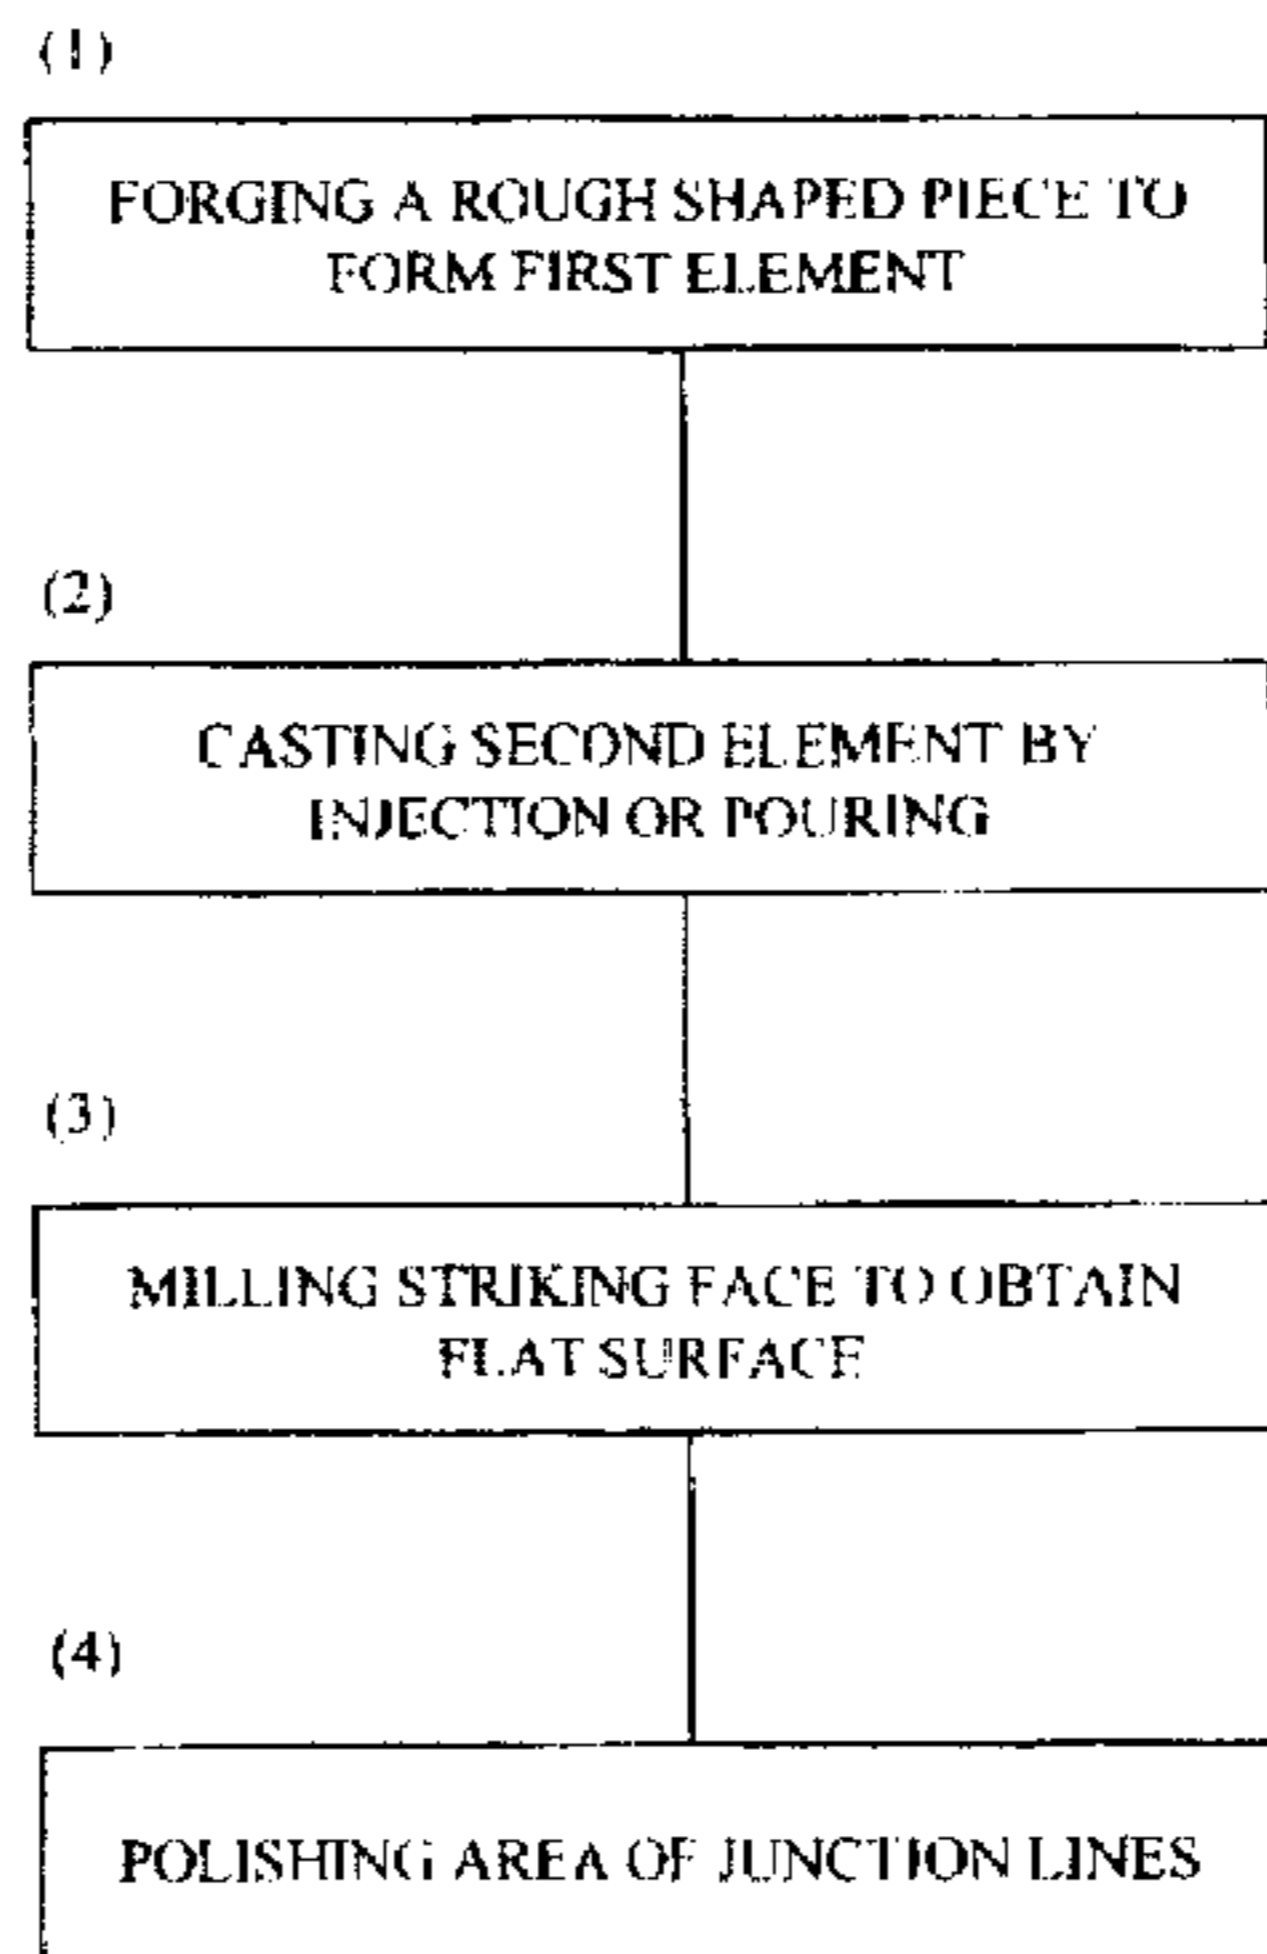 (1)
FORGING A ROUGH SHAPED PIECE TO
FORM FIRST ELEMENT
(2)
CASTING SECOND ELEMENT BY
INJECTION OR POURING
(3)
MILLING STRIKING FACE TO OBTAIN
FLAT SURFACE
(4)
POLISHING AREA OF JUNCTION LINES